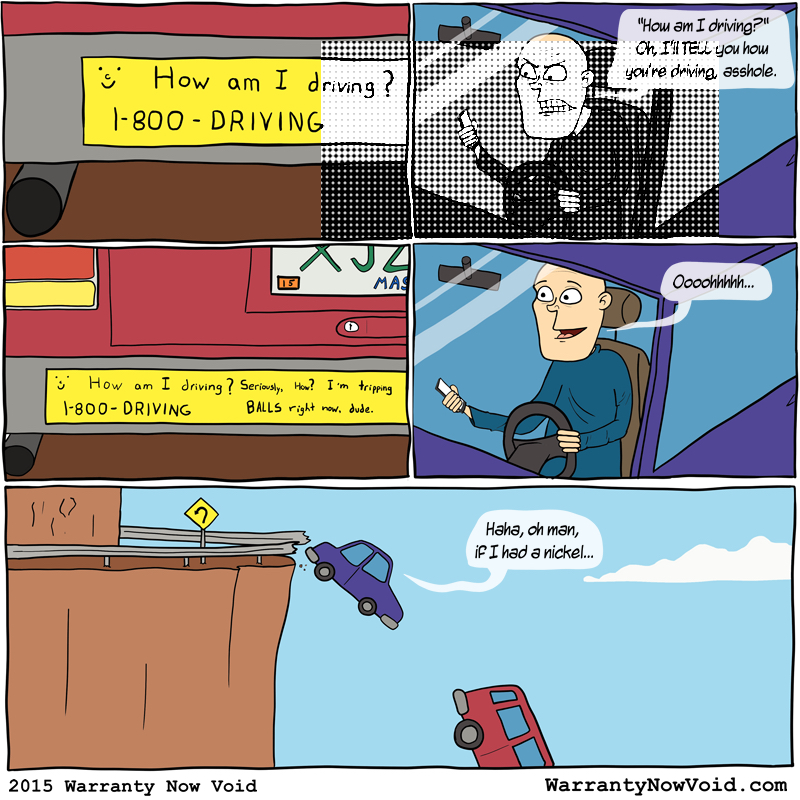 How am I driving?
1-800-DRIVING
"How am I driving?"
Oh, I'll TELL you how
you're driving, asshole.
XJZ
15
MAS
How am I driving? Seriously. How? I'm tripping
1-800-DRIVING BALLS right now, dude.
Oooohhhhh...
Haha, oh man,
if I had a nickel...
2015 Warranty Now Void
WarrantyNowVoid.com